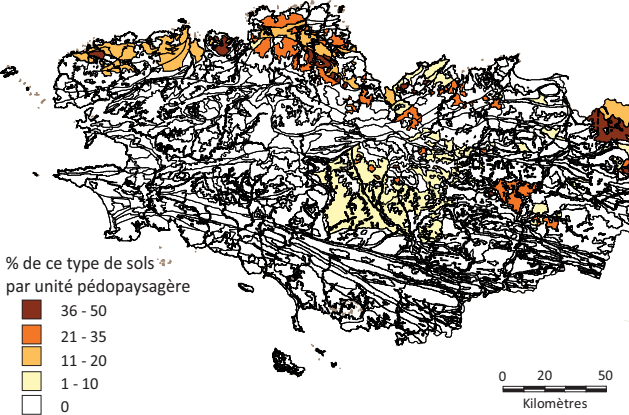 % de ce type de sols
par unité pédopaysagère
36 - 50
21 - 35
11 - 20
1 - 10
0
0 20 50
Kilomètres